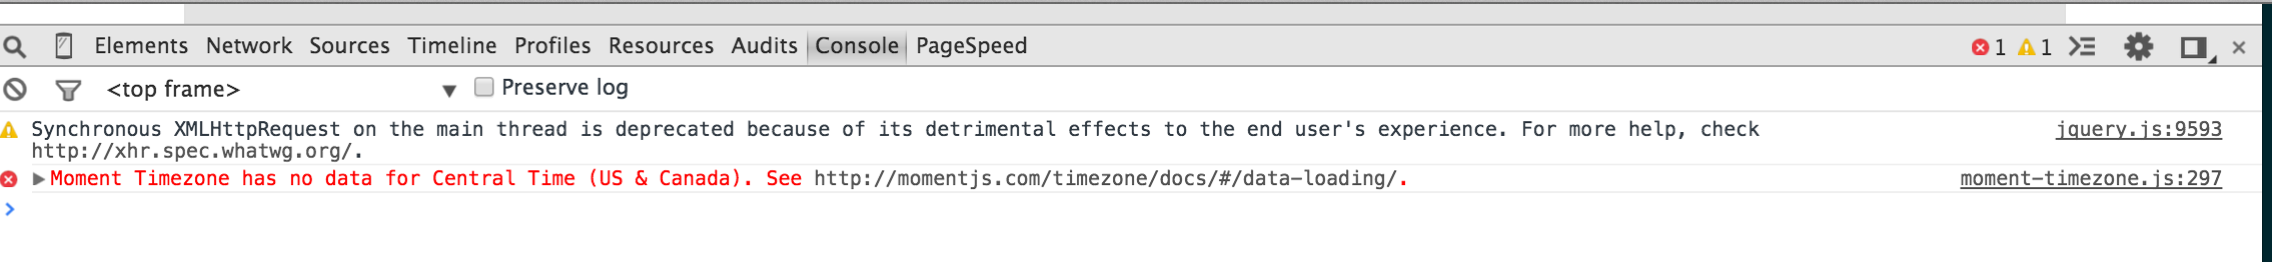 Elements Network Sources Timeline Profiles Resources Audits Console PageSpeed 1 1
<top frame> Preserve log
Synchronous XMLHttpRequest on the main thread is deprecated because of its detrimental effects to the end user's experience. For more help, check jquery.js:9593
http://xhr.spec.whatwg.org/.
Moment Timezone has no data for Central Time (US & Canada). See http://momentjs.com/timezone/docs/#/data-loading/. moment-timezone.js:297